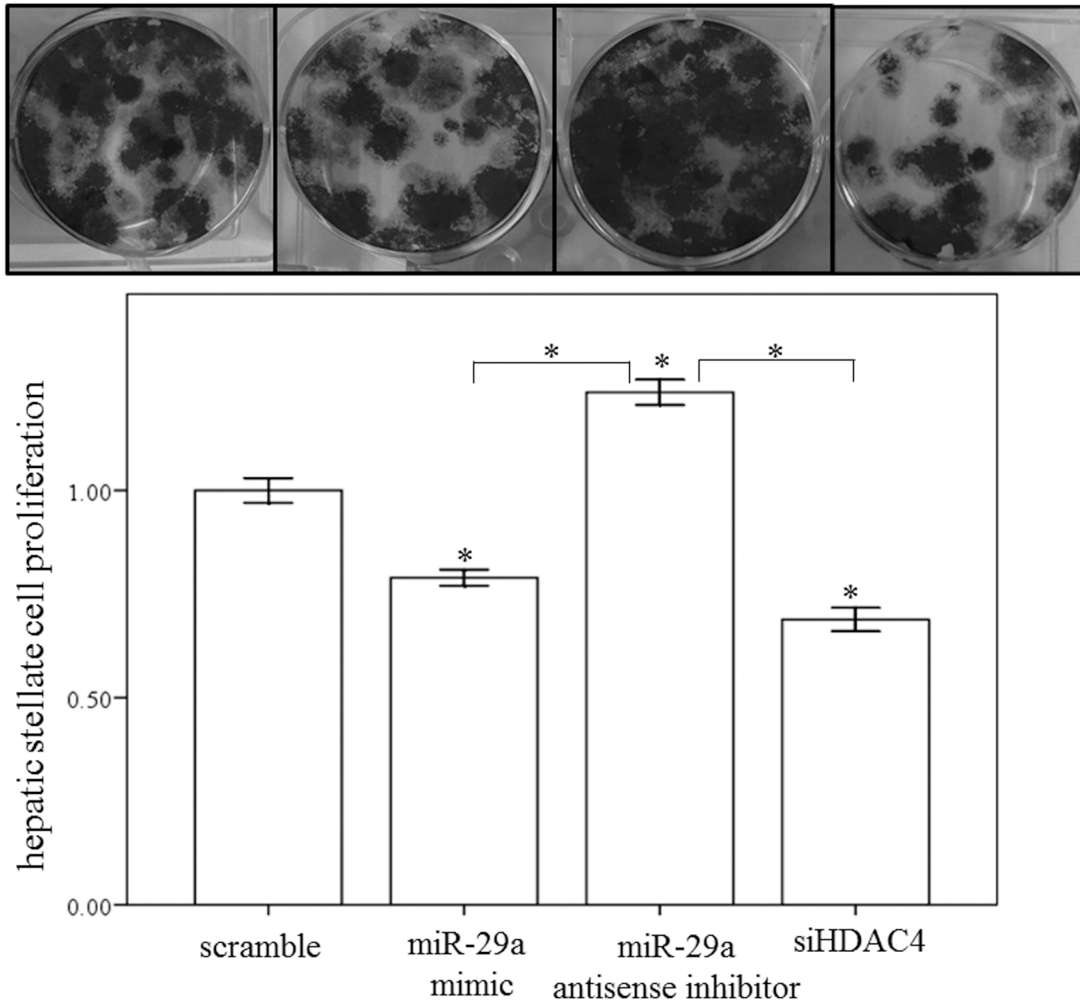 hepatic stellate cell proliferation
* * *
1.00
*
*
0.50
0.00
scramble
miR-29a
mimic
miR-29a
antisense inhibitor
siHDAC4